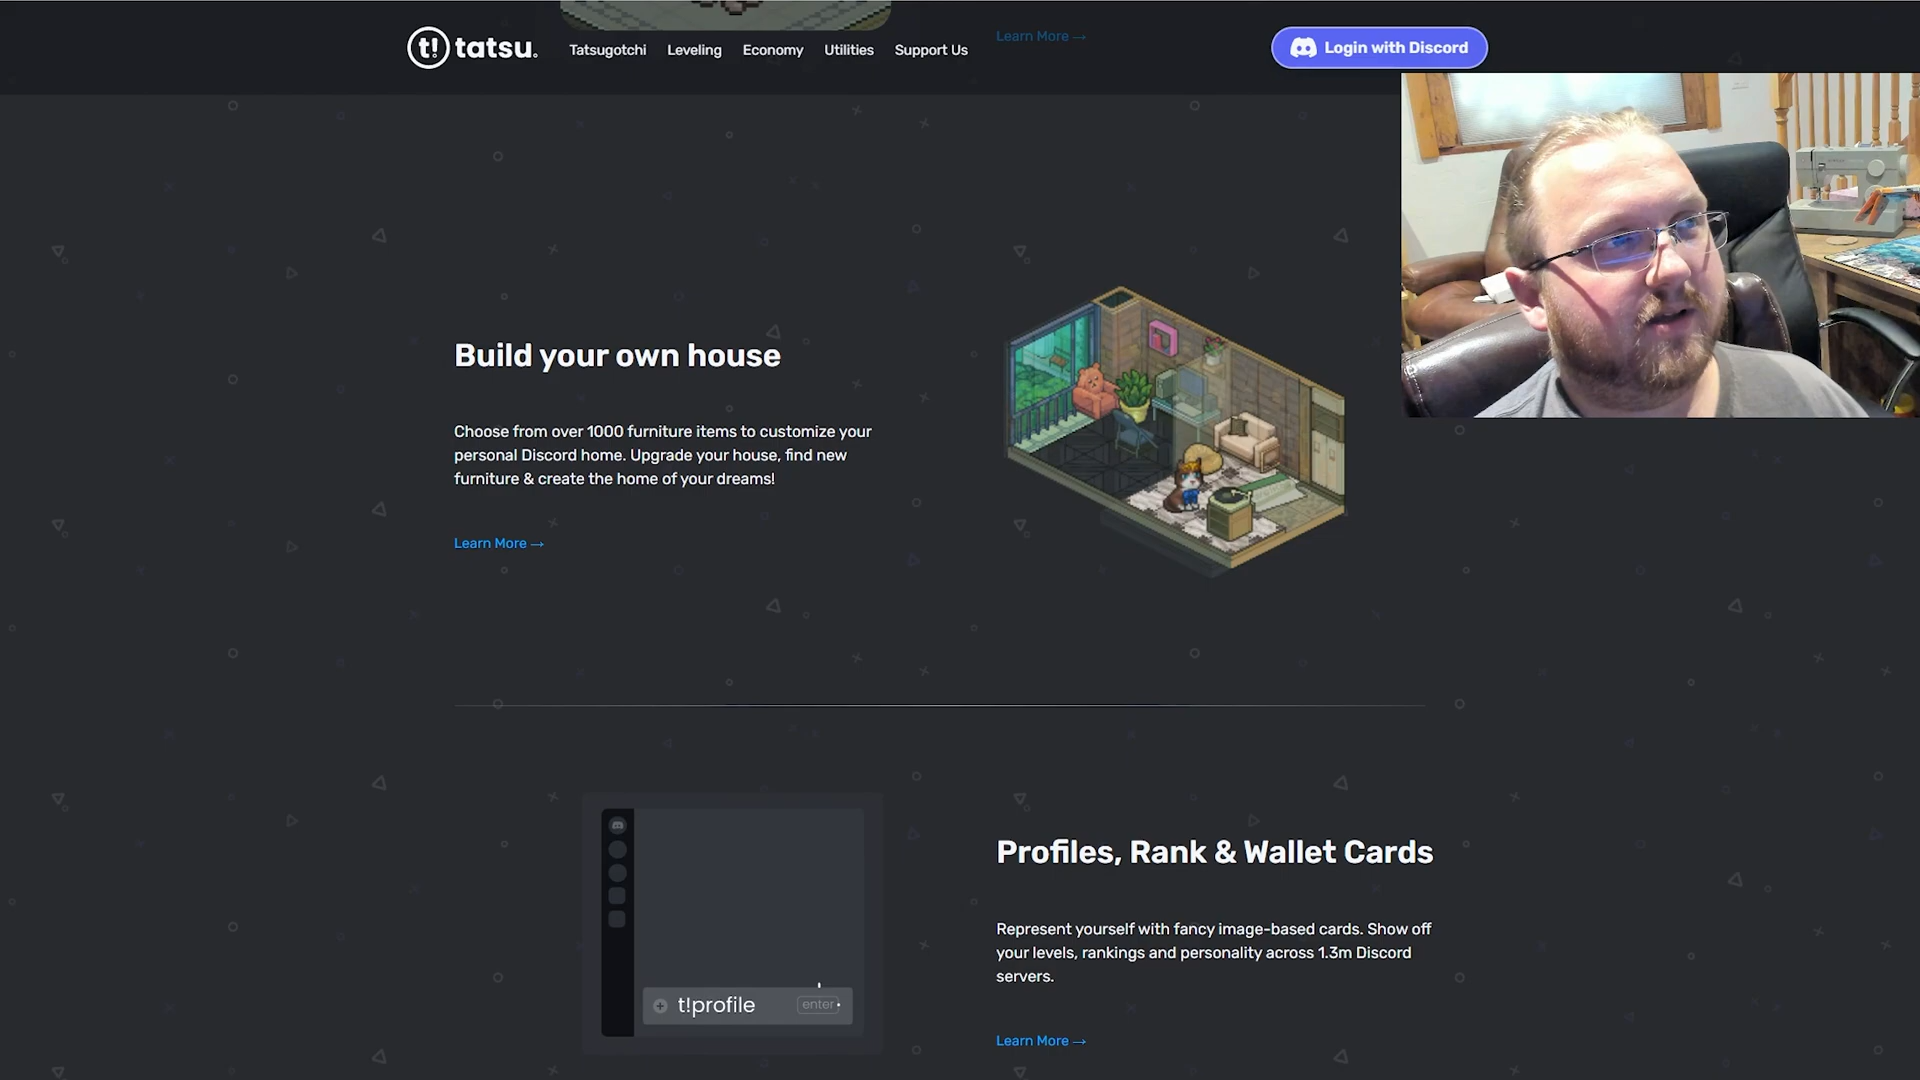 Learn More →
t! tatsu.
Tatsugotchi
Leveling
Economy
Utilities
Support Us
Login with Discord
Build your own house
Choose from over 1000 furniture items to customize your
personal Discord home. Upgrade your house, find new
furniture & create the home of your dreams!
Learn More →
Profiles, Rank & Wallet Cards
Represent yourself with fancy image-based cards. Show off
your levels, rankings and personality across 1.3m Discord
servers.
t!profile
enter
Learn More →